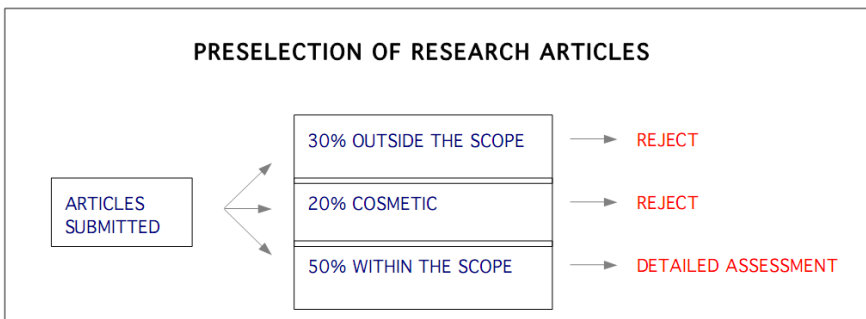 PRESELECTION OF RESEARCH ARTICLES
30% OUTSIDE THE SCOPE
REJECT
ARTICLES
SUBMITTED
20% COSMETIC
REJECT
50% WITHIN THE SCOPE
DETAILED ASSESSMENT